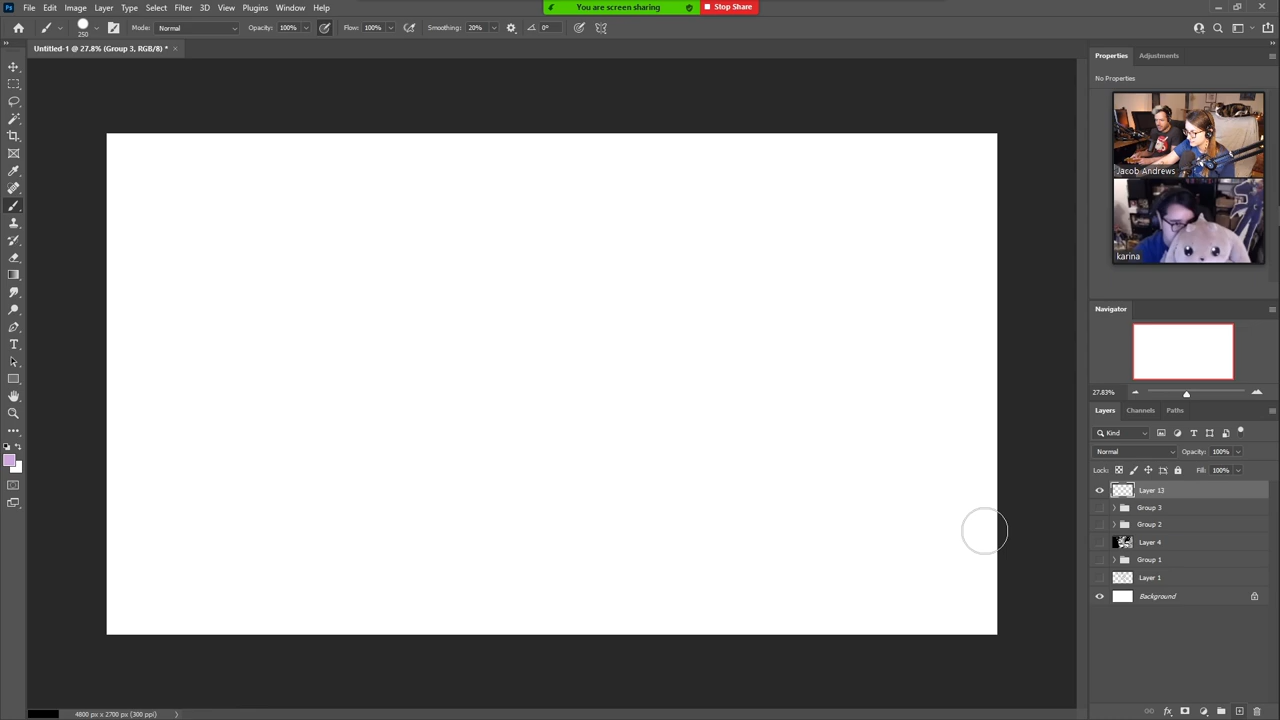 Ps File Edit Image Layer Type Select Filter 3D View Plugins Window Help
You are screen sharing Stop Share
250 Mode: Normal Opacity: 100% Flow: 100% Smoothing: 20% 0°
Untitled-1 @ 27.8% (Group 3, RGB/8) *
Properties Adjustments
No Properties
Jacob Andrews
karina
Navigator
27.83%
Layers Channels Paths
Kind
Normal Opacity: 100%
Lock: Fill: 100%
Layer 13
Group 3
Group 2
Layer 4
Group 1
Layer 1
Background
4800 px x 2700 px (300 ppi)